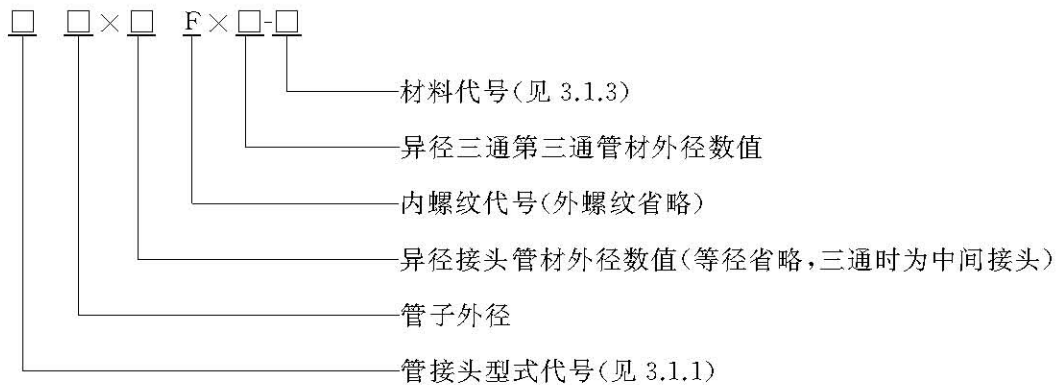 □ □×□ F×□-□
材料代号(见 3.1.3)
异径三通第三通管材外径数值
内螺纹代号(外螺纹省略)
异径接头管材外径数值(等径省略,三通时为中间接头)
管子外径
管接头型式代号(见 3.1.1)